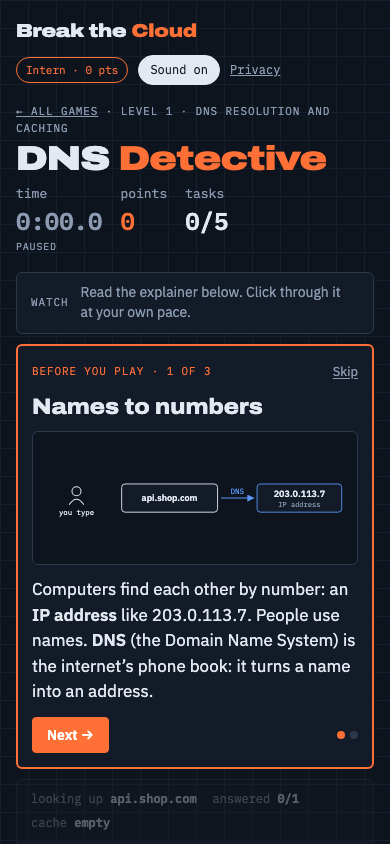 Break the Cloud
Intern · 0 pts
Sound on
Privacy
← ALL GAMES · LEVEL 1 · DNS RESOLUTION AND
CACHING
DNS Detective
time points tasks
0:00.0 0 0/5
PAUSED
WATCH
Read the explainer below. Click through it
at your own pace.
BEFORE YOU PLAY · 1 OF 3
Skip
Names to numbers
you type
api.shop.com
DNS
203.0.113.7
IP address
Computers find each other by number: an
IP address like 203.0.113.7. People use
names. DNS (the Domain Name System) is
the internet’s phone book: it turns a name
into an address.
Next →
looking up api.shop.com answered 0/1
cache empty